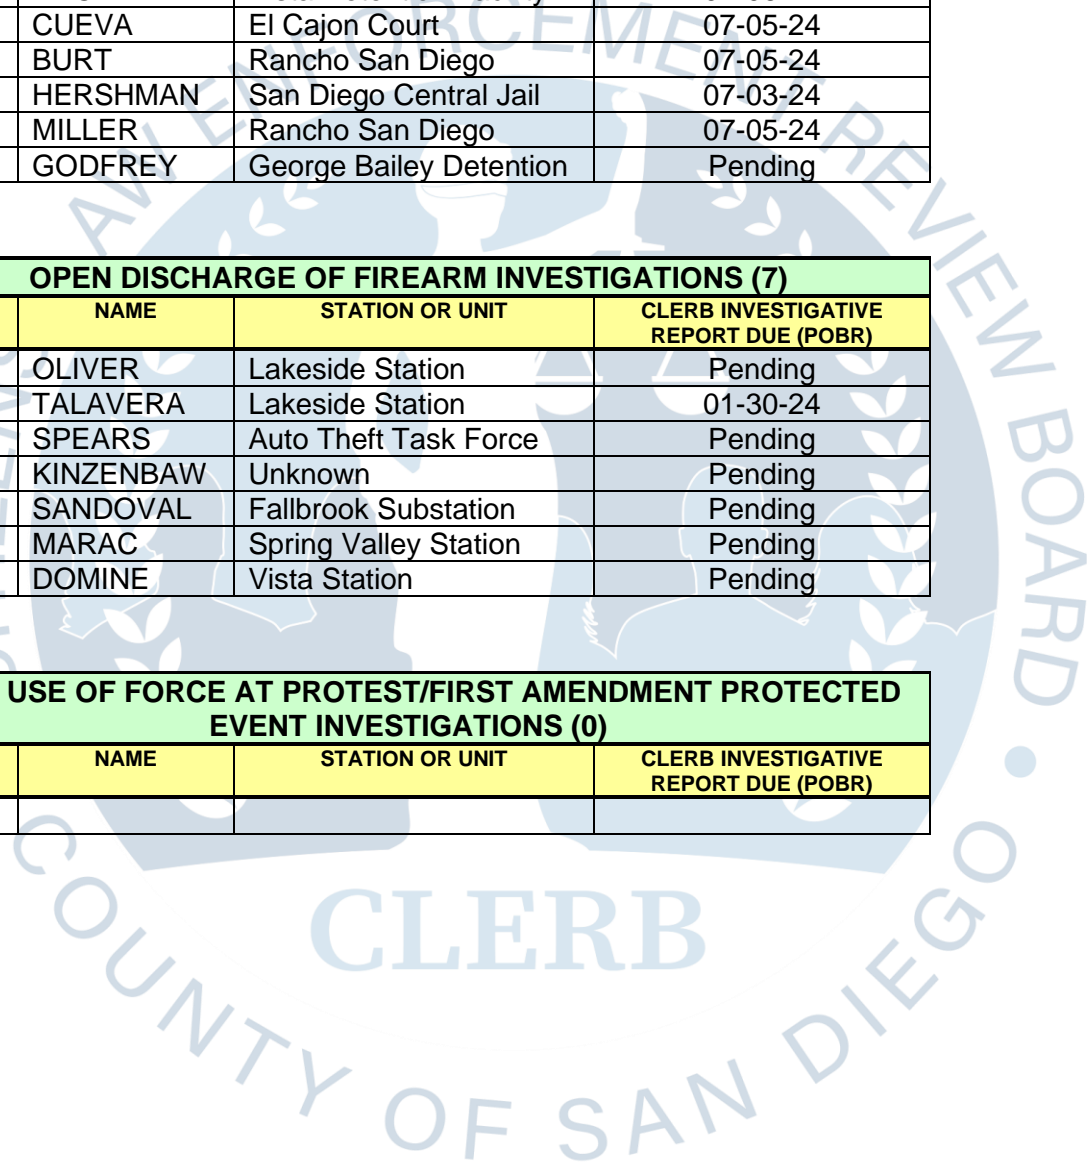 CUEVA El Cajon Court 07-05-24
BURT Rancho San Diego 07-05-24
HERSHMAN San Diego Central Jail 07-03-24
MILLER Rancho San Diego 07-05-24
GODFREY George Bailey Detention Pending
OPEN DISCHARGE OF FIREARM INVESTIGATIONS (7)
NAME STATION OR UNIT CLERB INVESTIGATIVE
REPORT DUE (POBR)
OLIVER Lakeside Station Pending
TALAVERA Lakeside Station 01-30-24
SPEARS Auto Theft Task Force Pending
KINZENBAW Unknown Pending
SANDOVAL Fallbrook Substation Pending
MARAC Spring Valley Station Pending
DOMINE Vista Station Pending
USE OF FORCE AT PROTEST/FIRST AMENDMENT PROTECTED
EVENT INVESTIGATIONS (0)
NAME STATION OR UNIT CLERB INVESTIGATIVE
REPORT DUE (POBR)
LAW ENFORCEMENT REVIEW BOARD
CLERB
COUNTY OF SAN DIEGO